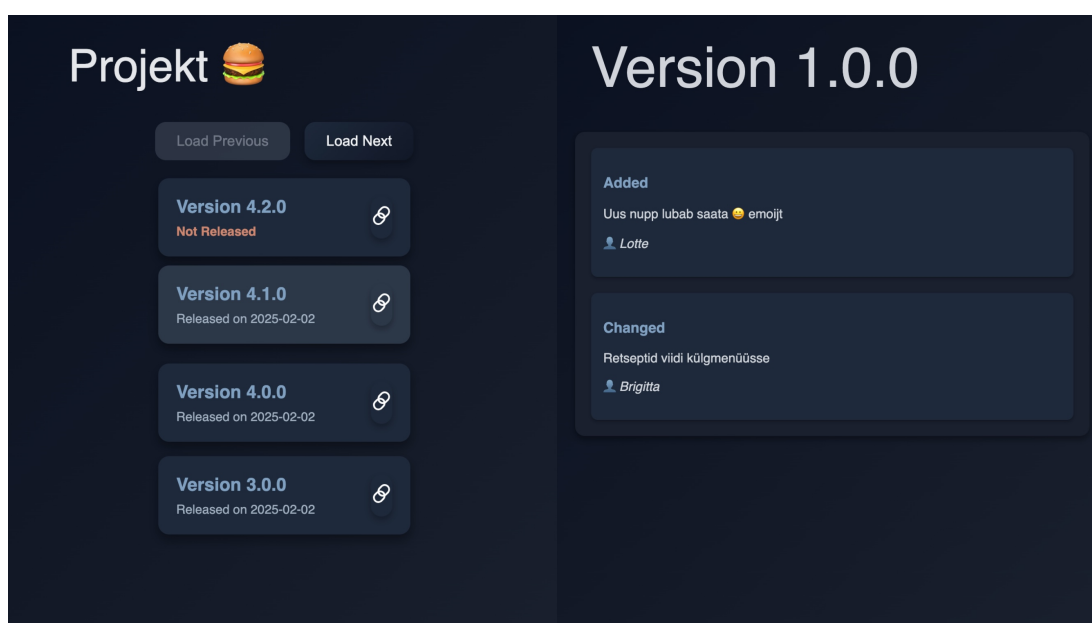 Projekt 🍔
Load Previous
Load Next
Version 4.2.0
Not Released
Version 4.1.0
Released on 2025-02-02
Version 4.0.0
Released on 2025-02-02
Version 3.0.0
Released on 2025-02-02
Version 1.0.0
Added
Uus nupp lubab saata 😀 emoijt
👤 Lotte
Changed
Retseptid viidi külgmenüüsse
👤 Brigitta